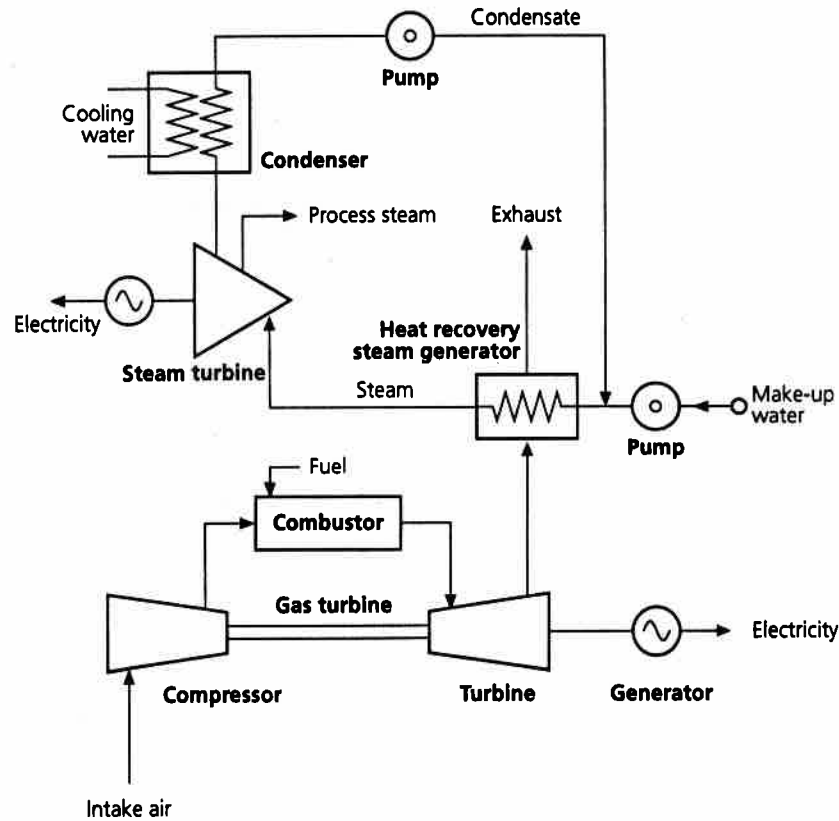 Condensate
Pump
Cooling
water
Condenser
Process steam
Exhaust
Electricity
Heat recovery
steam generator
Steam turbine
Steam
Make-up
water
Pump
Fuel
Combustor
Gas turbine
Electricity
Compressor
Turbine
Generator
Intake air